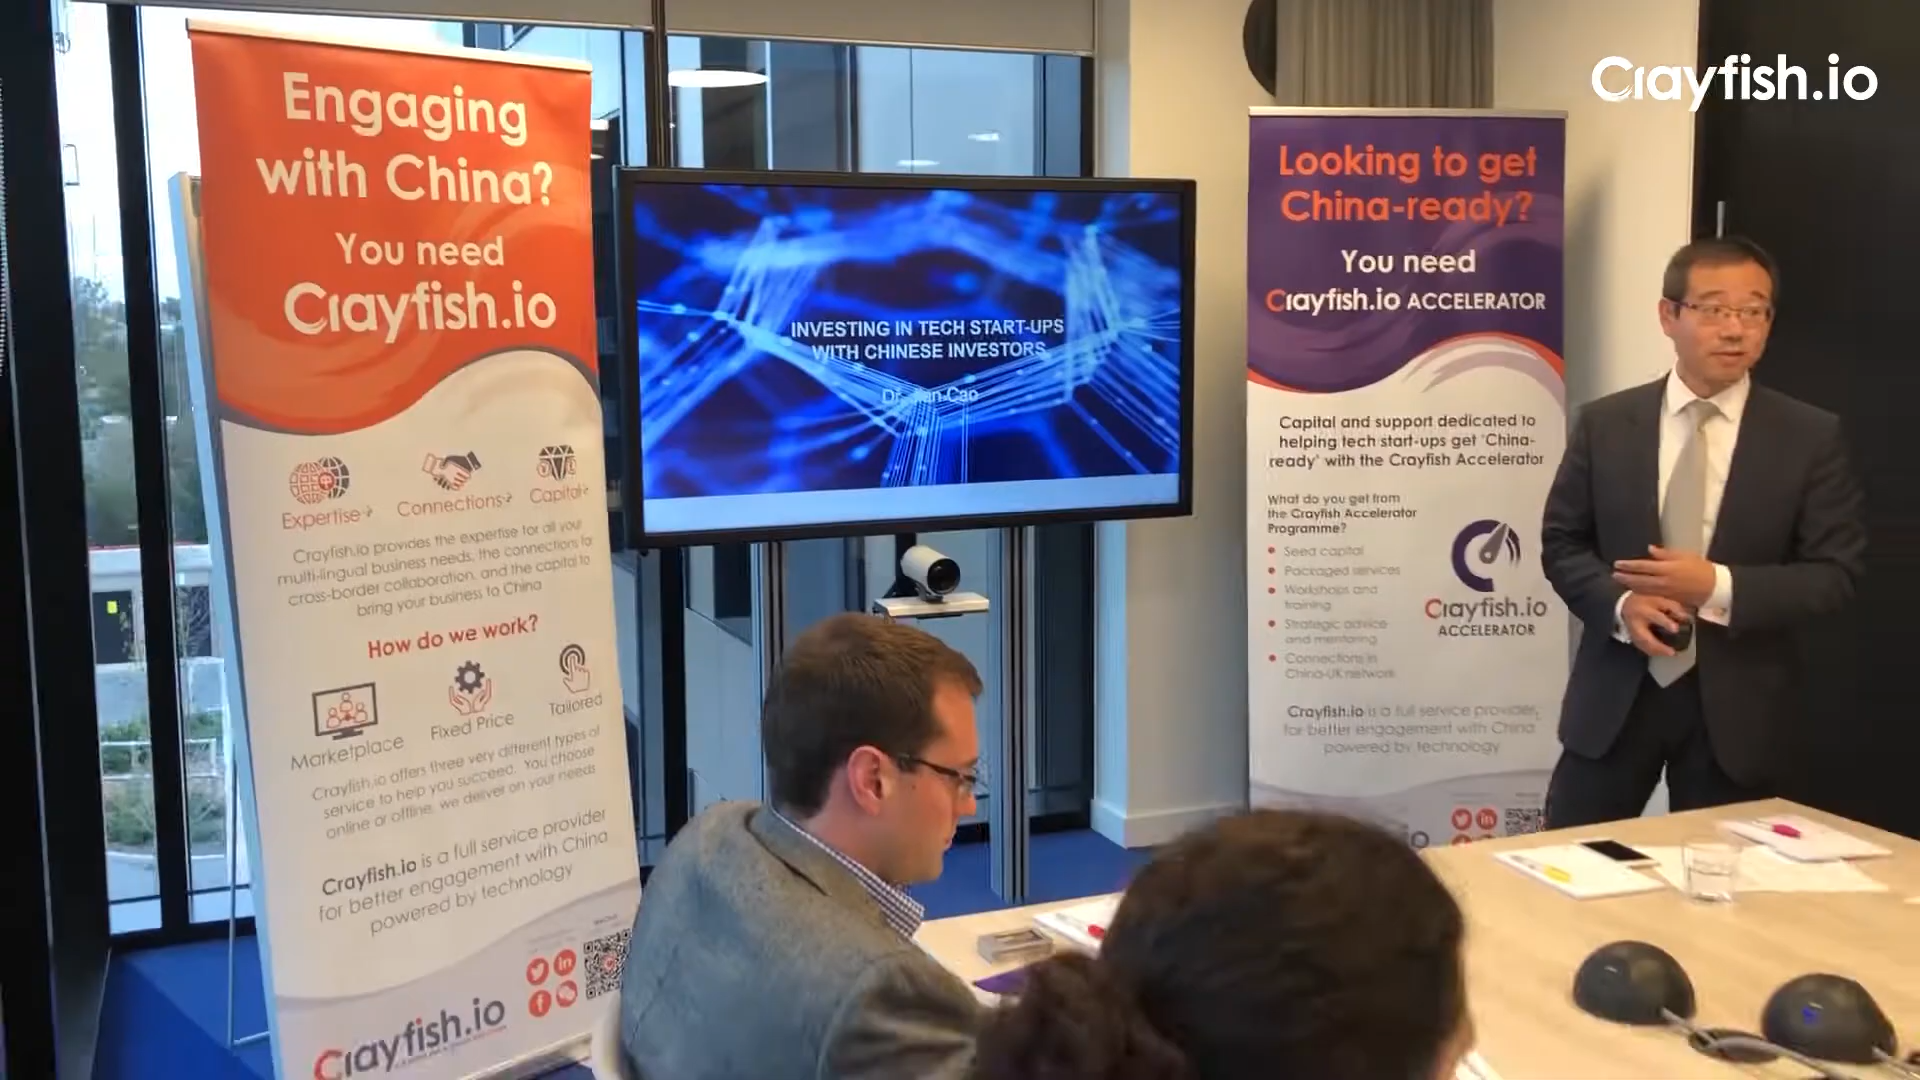 Crayfish.io
Engaging
with China?
You need
Crayfish.io
Expertise
Connections
Capital
Crayfish.io provides the expertise for all your
multi-lingual business needs, the connections for
cross-border collaboration, and the capital to
bring your business to China
How do we work?
Marketplace
Fixed Price
Tailored
Crayfish.io offers three very different types of
service to help you succeed. You choose
online or offline, we deliver on your needs
Crayfish.io is a full service provider
for better engagement with China
powered by technology
Crayfish.io
INVESTING IN TECH START-UPS
WITH CHINESE INVESTORS
Dr. Cao
Looking to get
China-ready?
You need
Crayfish.io ACCELERATOR
Capital and support dedicated to
helping tech start-ups get 'China-
ready' with the Crayfish Accelerator
What do you get from
the Crayfish Accelerator
Programme?
Seed capital
Packaged services
Workshops and
training
Strategic advice
and mentoring
Connections in
China-UK network
Crayfish.io
ACCELERATOR
Crayfish.io is a full service provider,
for better engagement with China
powered by technology